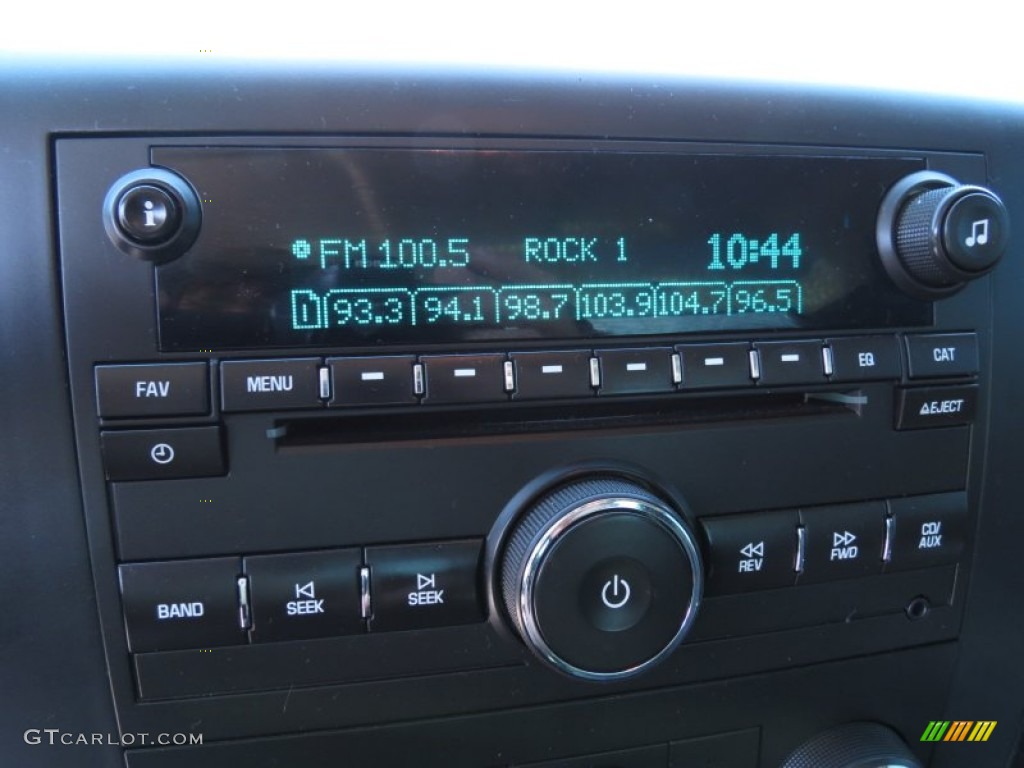 i
FM 100.5 ROCK 1 10:44
1 93.3 94.1 98.7 103.9 104.7 96.5
FAV MENU EQ CAT
EJECT
BAND SEEK SEEK REV FWD CD/AUX
GTCARLOT.COM